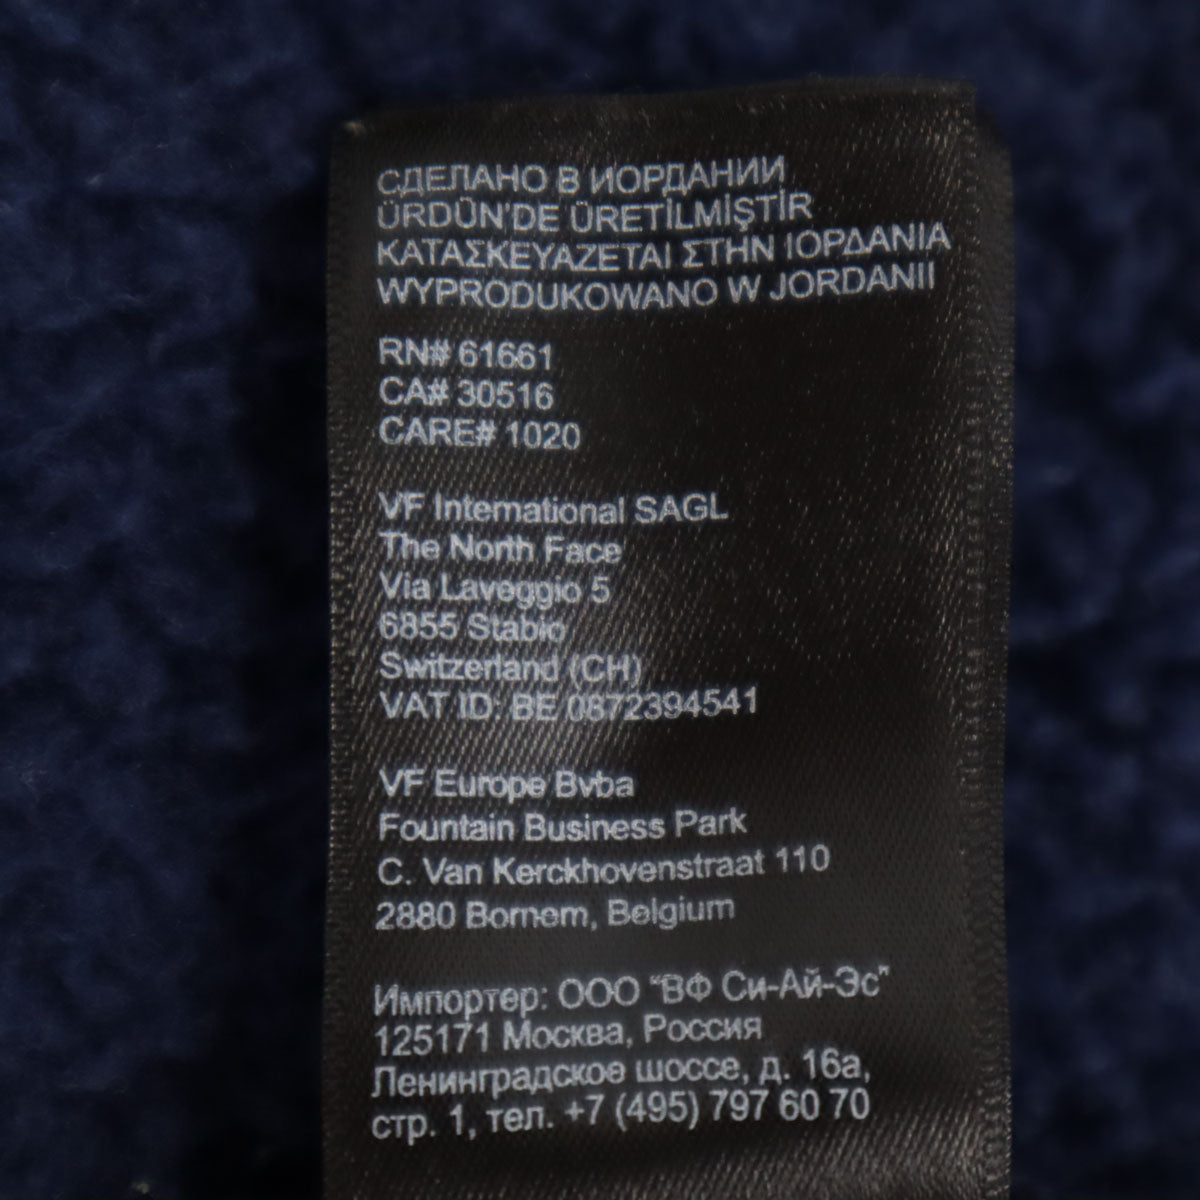 СДЕЛАНО В ИОРДАНИИ
ÜRDÜN'DE ÜRETİLMİŞTİR
ΚΑΤΑΣΚΕΥΑΖΕΤΑΙ ΣΤΗΝ ΙΟΡΔΑΝΙΑ
WYPRODUKOWANO W JORDANII
RN# 61661
CA# 30516
CARE# 1020
VF International SAGL
The North Face
Via Laveggio 5
6855 Stabio
Switzerland (CH)
VAT ID: BE 0872394541
VF Europe Bvba
Fountain Business Park
C. Van Kerckhovenstraat 110
2880 Bornem, Belgium
Импортер: ООО "ВФ Си-Ай-Эс"
125171 Москва, Россия
Ленинградское шоссе, д. 16а,
стр. 1, тел. +7 (495) 797 60 70